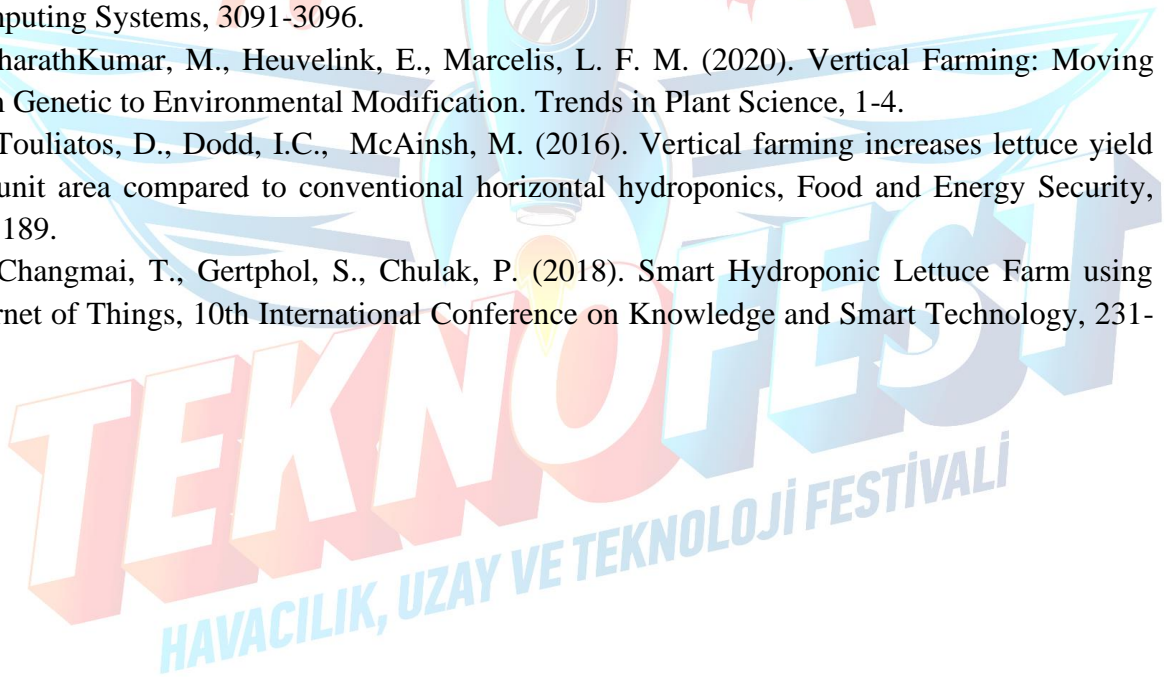 nputing Systems, 3091-3096.
harathKumar, M., Heuvelink, E., Marcelis, L. F. M. (2020). Vertical Farming: Moving
n Genetic to Environmental Modification. Trends in Plant Science, 1-4.
Touliatos, D., Dodd, I.C., McAinsh, M. (2016). Vertical farming increases lettuce yield
unit area compared to conventional horizontal hydroponics, Food and Energy Security,
189.
Changmai, T., Gertphol, S., Chulak, P. (2018). Smart Hydroponic Lettuce Farm using
rnet of Things, 10th International Conference on Knowledge and Smart Technology, 231-
TEKNOFEST
HAVACILIK, UZAY VE TEKNOLOJİ FESTİVALİ